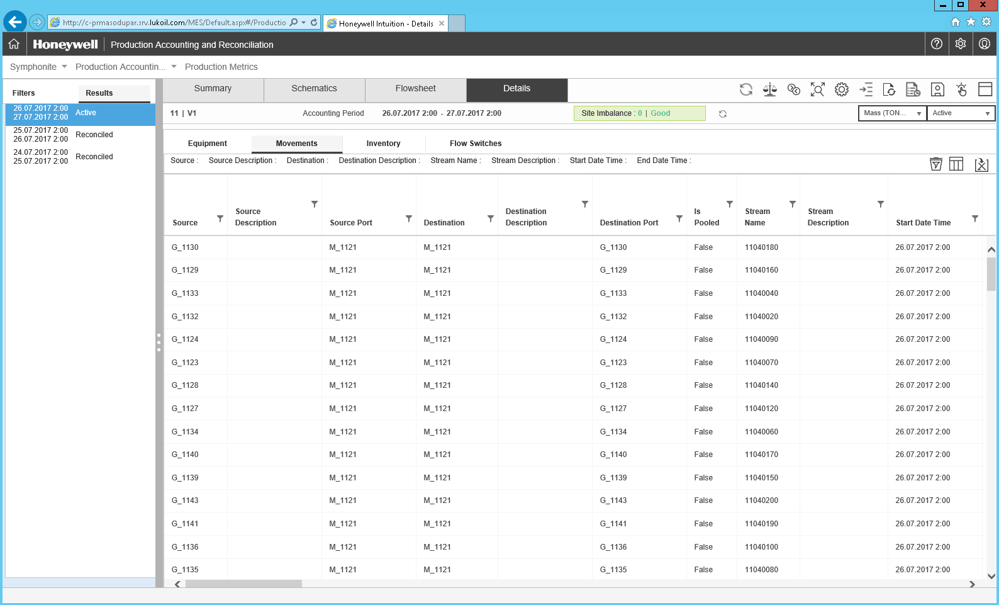 http://c-prmasodupar.srv.lukoil.com/MES/Default.aspx#/Productio
Honeywell Intuition - Details
Honeywell Production Accounting and Reconciliation
Symphonite Production Accountin... Production Metrics
Filters Results
26.07.2017 2:00
27.07.2017 2:00 Active
25.07.2017 2:00
26.07.2017 2:00 Reconciled
24.07.2017 2:00
25.07.2017 2:00 Reconciled
Summary Schematics Flowsheet Details
11 | V1 Accounting Period 26.07.2017 2:00 - 27.07.2017 2:00 Site Imbalance : 0 | Good Mass (TON... Active
Equipment Movements Inventory Flow Switches
Source : Source Description : Destination : Destination Description : Stream Name : Stream Description : Start Date Time : End Date Time :
Source Source Description Source Port Destination Destination Description Destination Port Is Pooled Stream Name Stream Description Start Date Time
G_1130 M_1121 M_1121 G_1130 False 11040180 26.07.2017 2:00
G_1129 M_1121 M_1121 G_1129 False 11040160 26.07.2017 2:00
G_1133 M_1121 M_1121 G_1133 False 11040040 26.07.2017 2:00
G_1132 M_1121 M_1121 G_1132 False 11040020 26.07.2017 2:00
G_1124 M_1121 M_1121 G_1124 False 11040090 26.07.2017 2:00
G_1123 M_1121 M_1121 G_1123 False 11040070 26.07.2017 2:00
G_1128 M_1121 M_1121 G_1128 False 11040140 26.07.2017 2:00
G_1127 M_1121 M_1121 G_1127 False 11040120 26.07.2017 2:00
G_1134 M_1121 M_1121 G_1134 False 11040060 26.07.2017 2:00
G_1140 M_1121 M_1121 G_1140 False 11040170 26.07.2017 2:00
G_1139 M_1121 M_1121 G_1139 False 11040150 26.07.2017 2:00
G_1143 M_1121 M_1121 G_1143 False 11040200 26.07.2017 2:00
G_1141 M_1121 M_1121 G_1141 False 11040190 26.07.2017 2:00
G_1136 M_1121 M_1121 G_1136 False 11040100 26.07.2017 2:00
G_1135 M_1121 M_1121 G_1135 False 11040080 26.07.2017 2:00